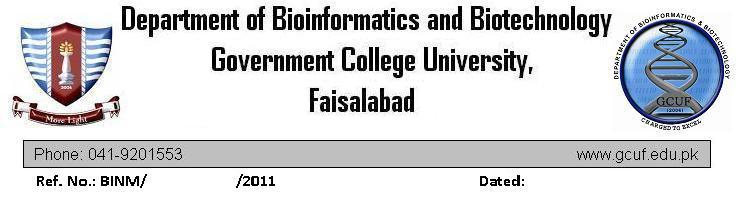 Department of Bioinformatics and Biotechnology
Government College University,
Faisalabad
2006
More Light
DEPARTMENT OF BIOINFORMATICS & BIOTECHNOLOGY
GCUF
(2006)
CHARGED TO EXCEL
Phone: 041-9201553 www.gcuf.edu.pk
Ref. No.: BINM/ /2011 Dated: